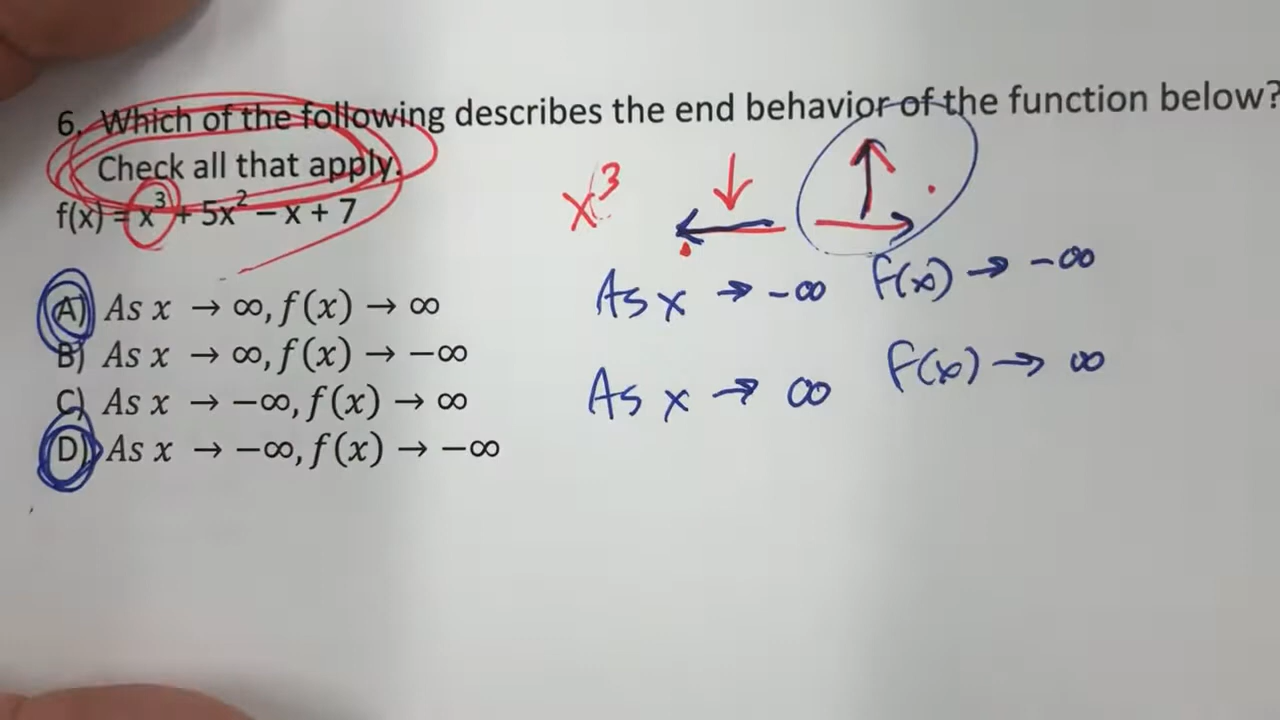 6. Which of the following describes the end behavior of the function below?
Check all that apply.
f(x) = x³ + 5x² – x + 7
x³
A) As x → ∞, f(x) → ∞
B) As x → ∞, f(x) → −∞
C) As x → −∞, f(x) → ∞
D) As x → −∞, f(x) → −∞
As x → -∞ f(x) → -∞
As x → ∞ f(x) → ∞